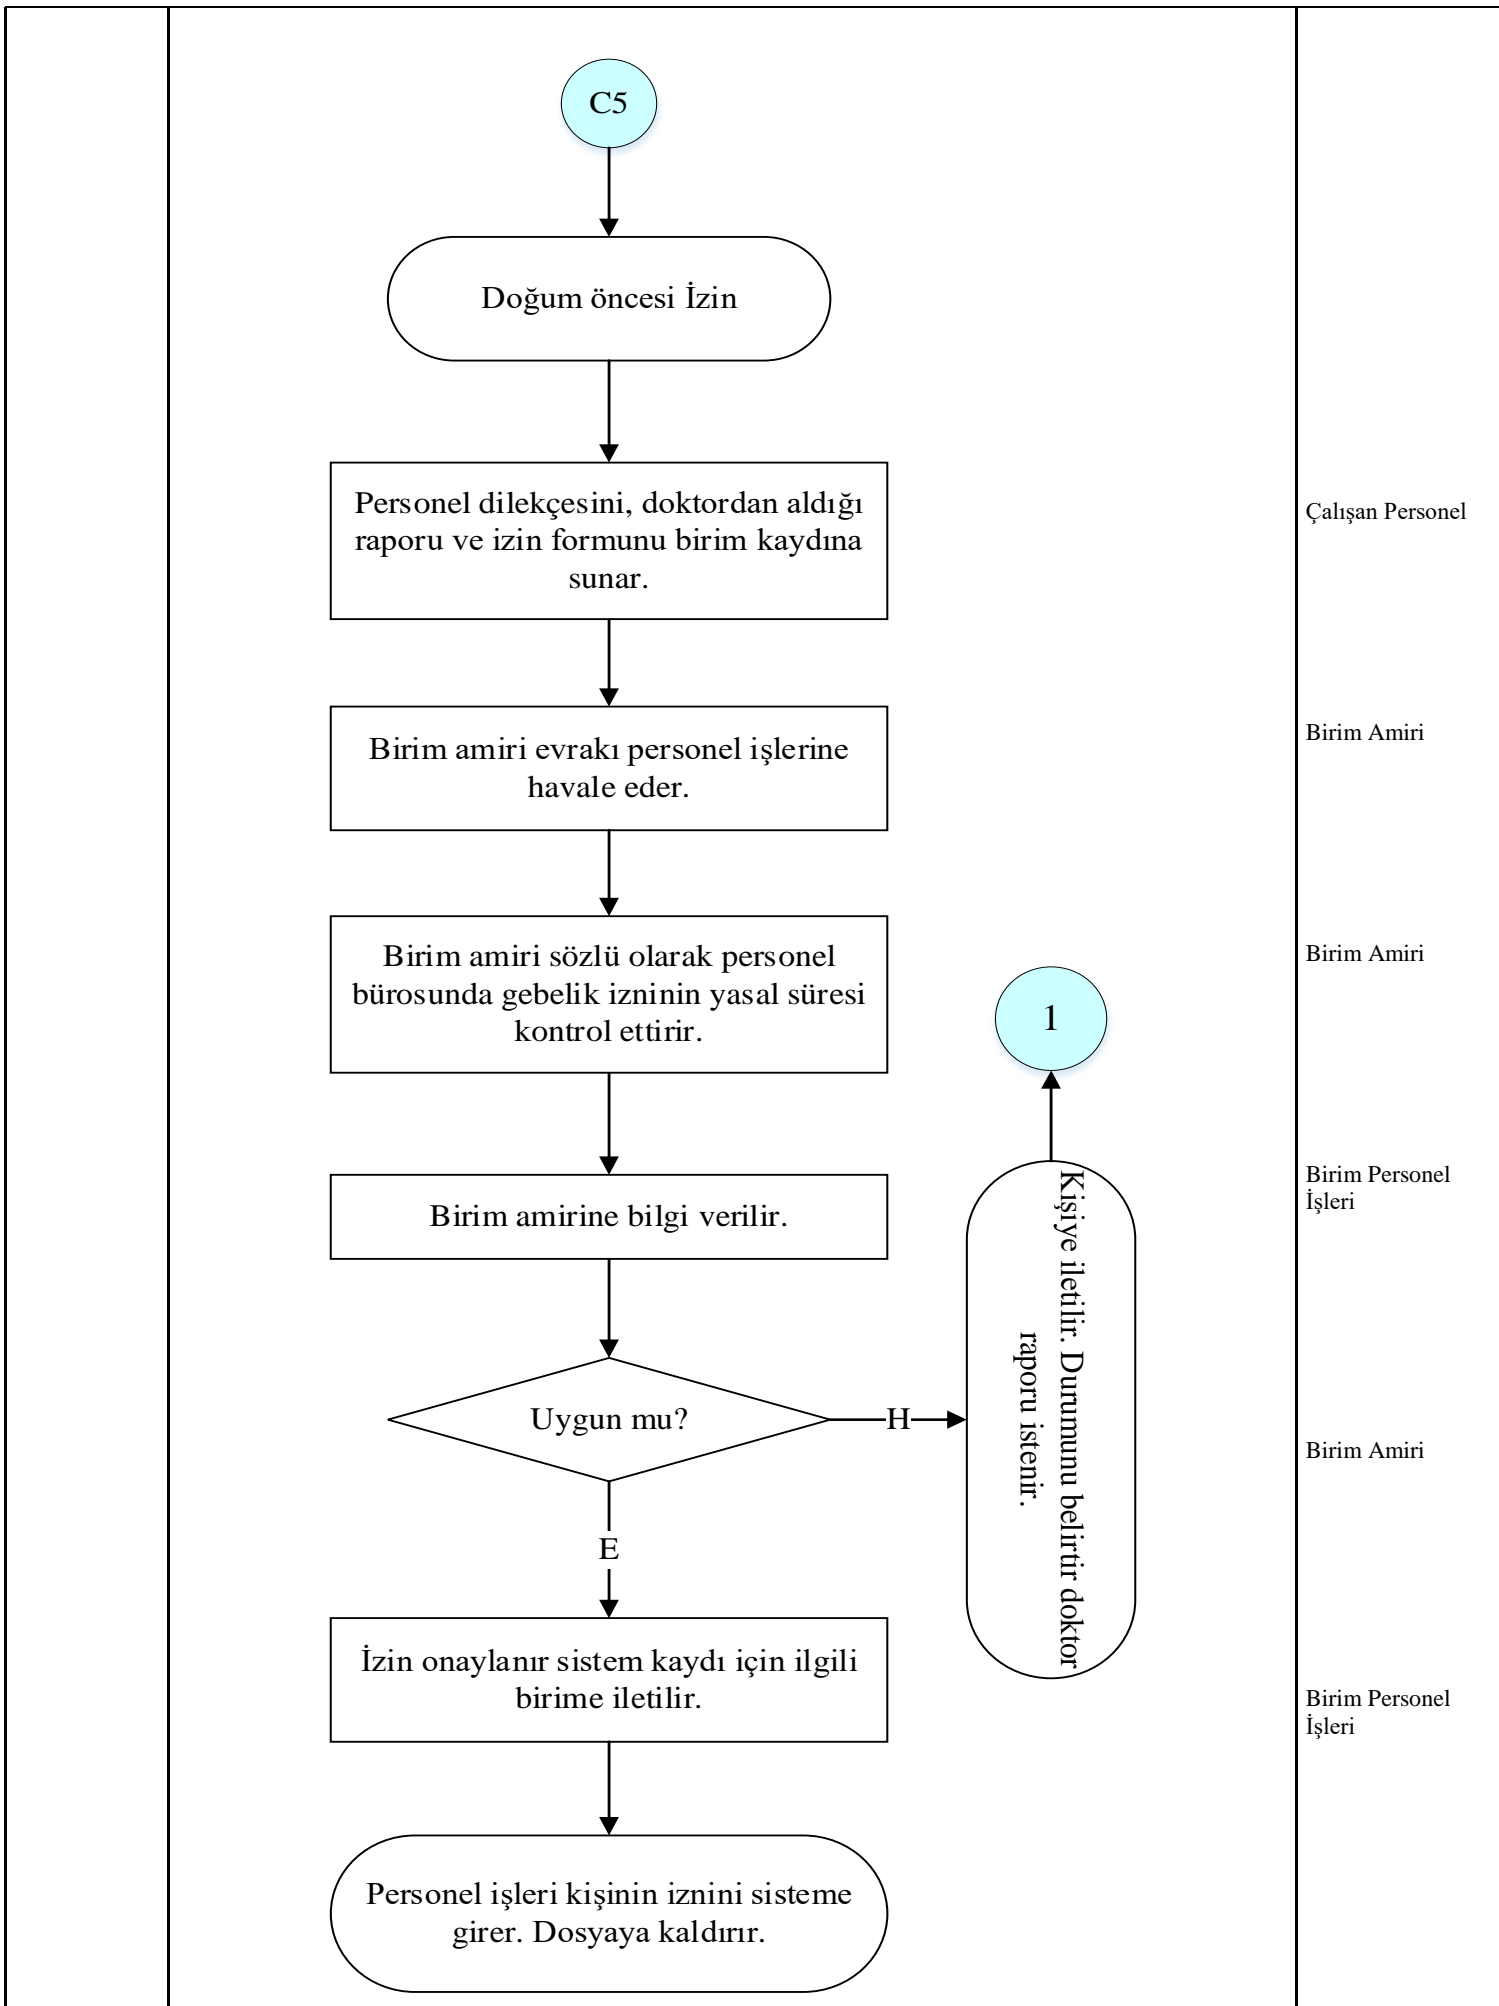 C5
Doğum öncesi İzin
Personel dilekçesini, doktordan aldığı
raporu ve izin formunu birim kaydına
sunar.
Çalışan Personel
Birim amiri evrakı personel işlerine
havale eder.
Birim Amiri
Birim amiri sözlü olarak personel
bürosunda gebelik izninin yasal süresi
kontrol ettirir.
Birim Amiri
1
Birim amirine bilgi verilir.
Birim Personel
İşleri
Kişiye iletilir. Durumunu belirtir doktor
raporu istenir.
Uygun mu?
H
Birim Amiri
E
İzin onaylanır sistem kaydı için ilgili
birime iletilir.
Birim Personel
İşleri
Personel işleri kişinin iznini sisteme
girer. Dosyaya kaldırır.